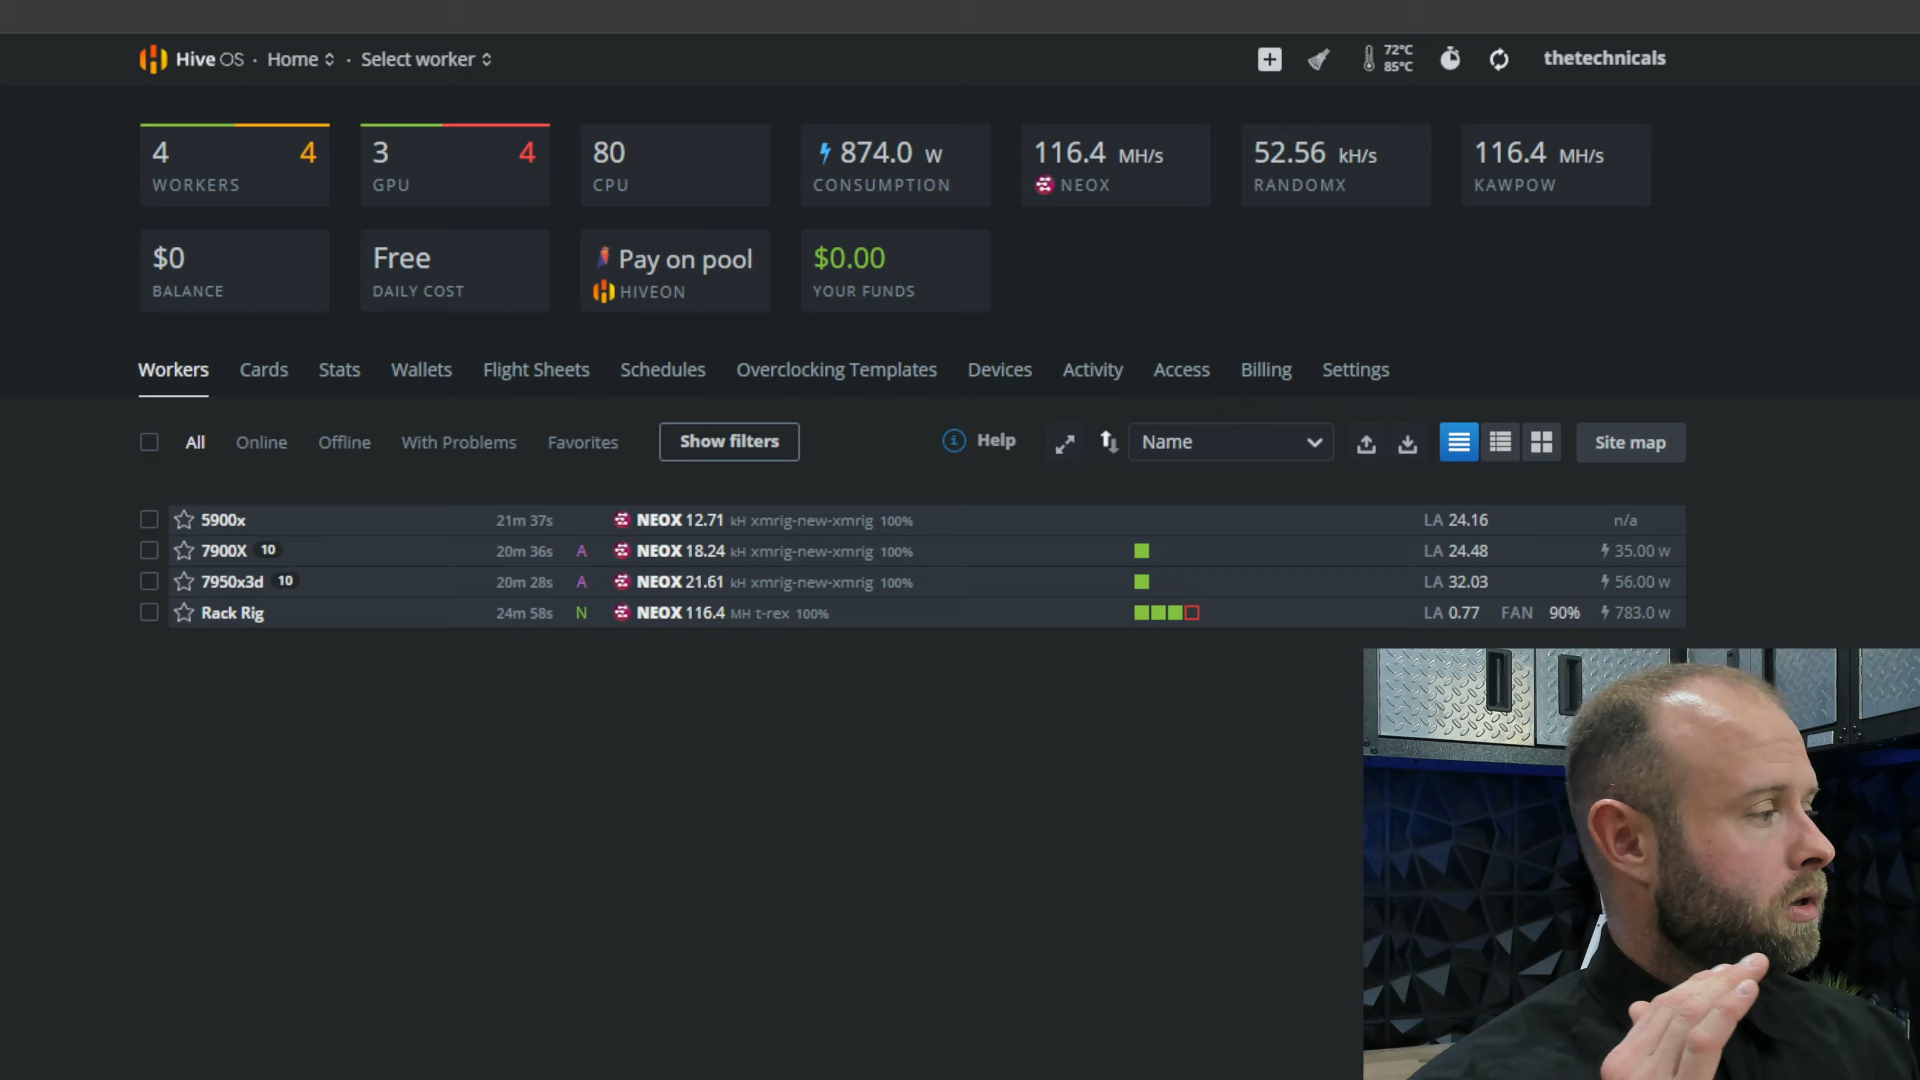 Hive OS · Home · Select worker
72°C
85°C
thetechnicals
4 4
WORKERS
3 4
GPU
80
CPU
874.0 W
CONSUMPTION
116.4 MH/s
NEOX
52.56 kH/s
RANDOMX
116.4 MH/s
KAWPOW
$0
BALANCE
Free
DAILY COST
Pay on pool
HIVEON
$0.00
YOUR FUNDS
Workers Cards Stats Wallets Flight Sheets Schedules Overclocking Templates Devices Activity Access Billing Settings
All Online Offline With Problems Favorites Show filters Help Name Site map
5900x 21m 37s NEOX 12.71 kH xmrig-new-xmrig 100% LA 24.16 n/a
7900X 10 20m 36s A NEOX 18.24 kH xmrig-new-xmrig 100% LA 24.48 35.00 w
7950x3d 10 20m 28s A NEOX 21.61 kH xmrig-new-xmrig 100% LA 32.03 56.00 w
Rack Rig 24m 58s N NEOX 116.4 MH t-rex 100% LA 0.77 FAN 90% 783.0 w